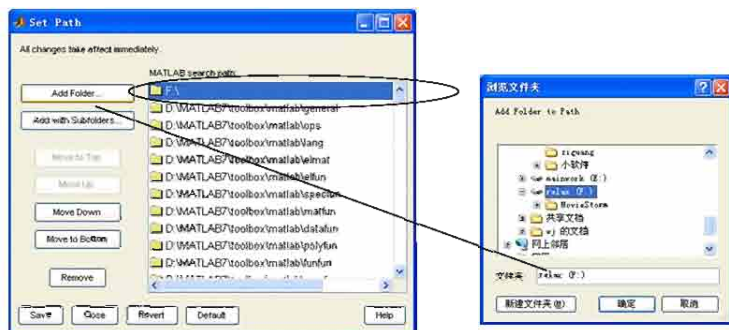 Set Path
All changes take effect immediately.
MATLAB search path:
Add Folder...
Add with Subfolders...
Move to Top
Move Up
Move Down
Move to Bottom
Remove
F:\
D:\MATLAB7\toolbox\matlab\general
D:\MATLAB7\toolbox\matlab\ops
D:\MATLAB7\toolbox\matlab\lang
D:\MATLAB7\toolbox\matlab\elmat
D:\MATLAB7\toolbox\matlab\elfun
D:\MATLAB7\toolbox\matlab\specfun
D:\MATLAB7\toolbox\matlab\matfun
D:\MATLAB7\toolbox\matlab\datafun
D:\MATLAB7\toolbox\matlab\polyfun
D:\MATLAB7\toolbox\matlab\funfun
Save
Close
Revert
Default
Help
浏览文件夹
Add Folder to Path
ziguang
小软件
mainwork (E:)
relax (F:)
MovieStorm
共享文档
wj 的文档
网上邻居
文件夹
relax (F:)
新建文件夹(M)
确定
取消